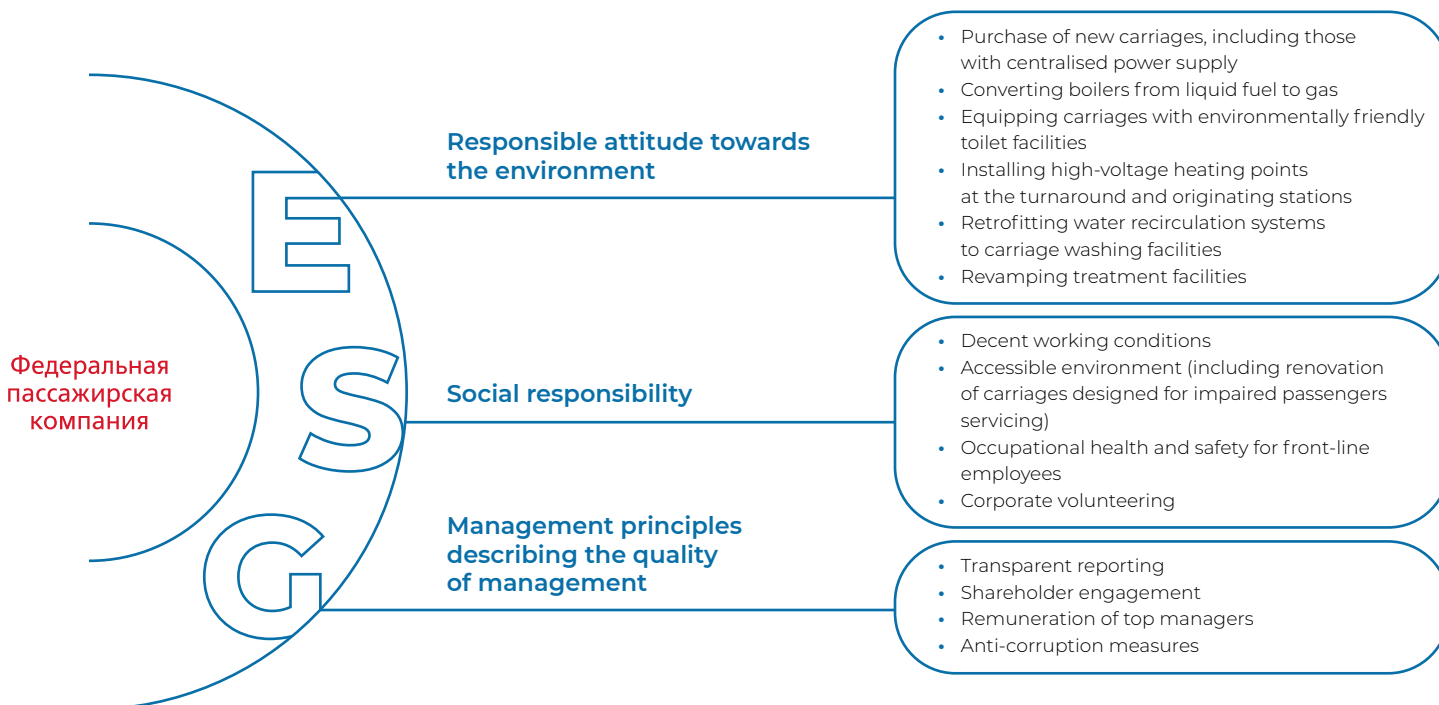 Федеральная
пассажирская
компания
E
Responsible attitude towards
the environment
• Purchase of new carriages, including those
with centralised power supply
• Converting boilers from liquid fuel to gas
• Equipping carriages with environmentally friendly
toilet facilities
• Installing high-voltage heating points
at the turnaround and originating stations
• Retrofitting water recirculation systems
to carriage washing facilities
• Revamping treatment facilities
S
Social responsibility
• Decent working conditions
• Accessible environment (including renovation
of carriages designed for impaired passengers
servicing)
• Occupational health and safety for front-line
employees
• Corporate volunteering
G
Management principles
describing the quality
of management
• Transparent reporting
• Shareholder engagement
• Remuneration of top managers
• Anti-corruption measures